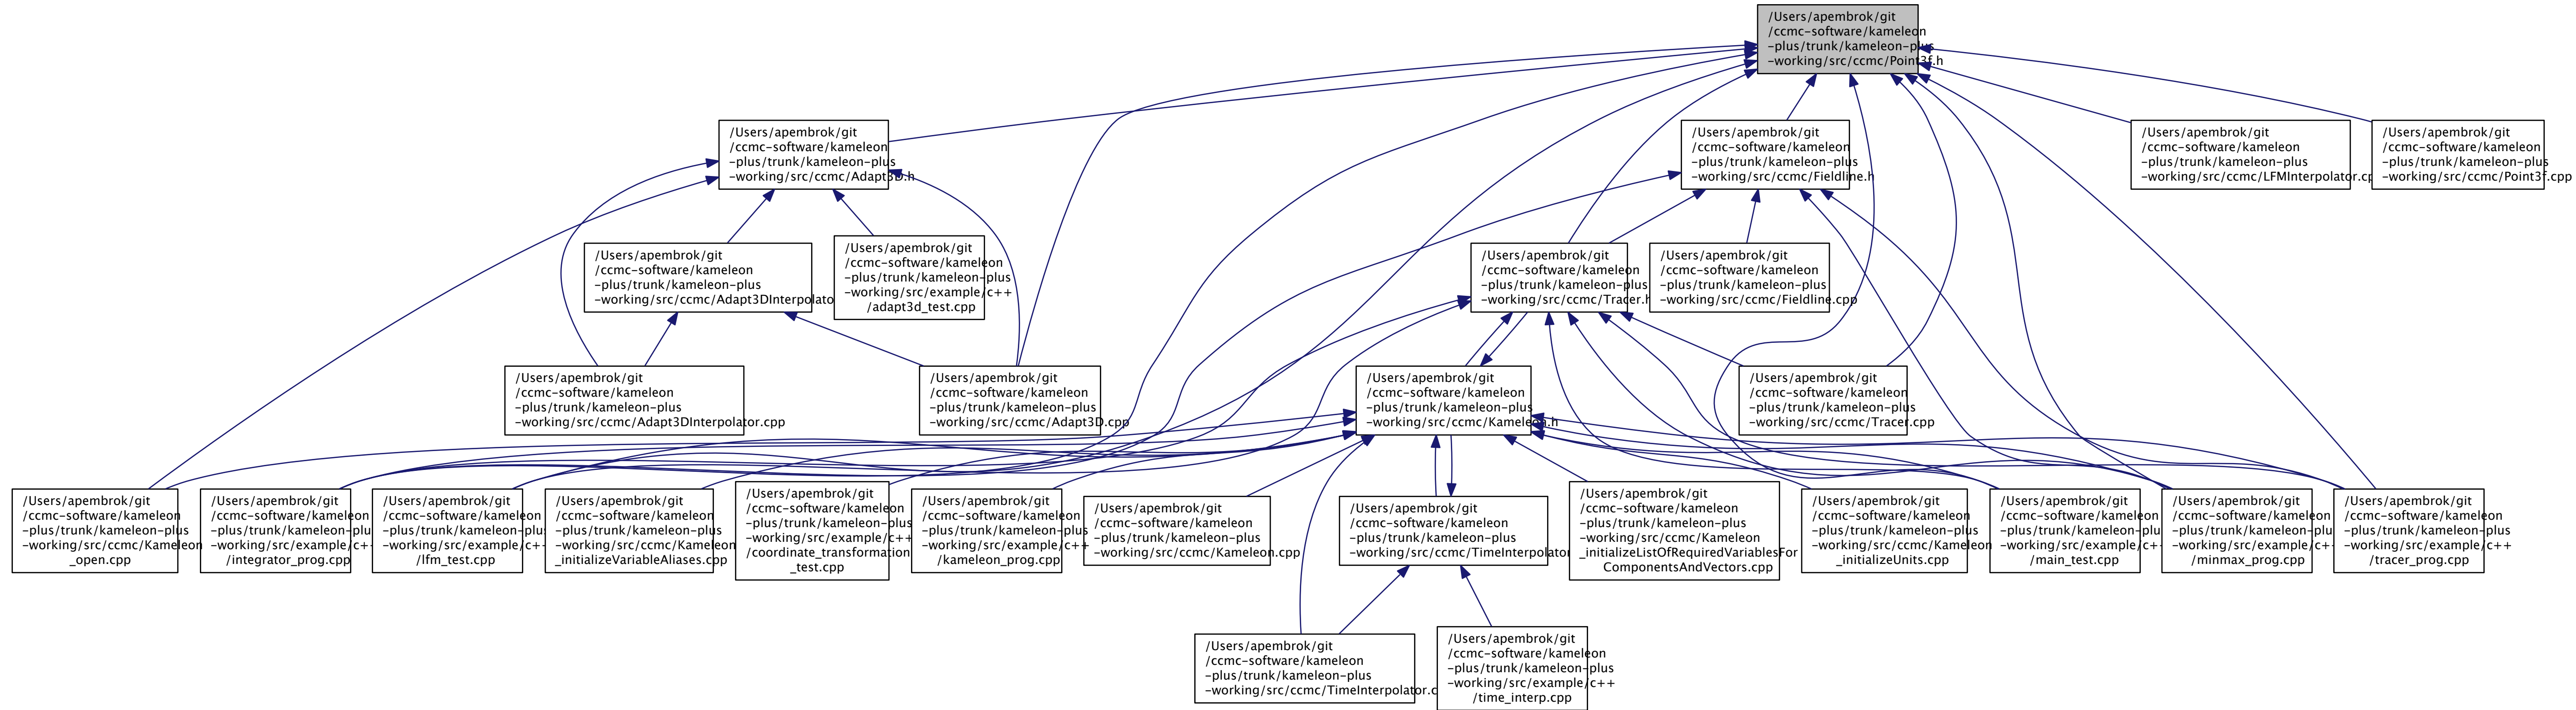 /Users/apembrok/git
/ccmc-software/kameleon
-plus/trunk/kameleon-plus
-working/src/ccmc/Point3f.h
/Users/apembrok/git
/ccmc-software/kameleon
-plus/trunk/kameleon-plus
-working/src/ccmc/Adapt3D.h
/Users/apembrok/git
/ccmc-software/kameleon
-plus/trunk/kameleon-plus
-working/src/ccmc/Fieldline.h
/Users/apembrok/git
/ccmc-software/kameleon
-plus/trunk/kameleon-plus
-working/src/ccmc/LFMInterpolator.cp
/Users/apembrok/git
/ccmc-software/kameleon
-plus/trunk/kameleon-plus
-working/src/ccmc/Point3f.cpp
/Users/apembrok/git
/ccmc-software/kameleon
-plus/trunk/kameleon-plus
-working/src/ccmc/Adapt3DInterpolato
/Users/apembrok/git
/ccmc-software/kameleon
-plus/trunk/kameleon-plus
-working/src/example/c++
/adapt3d_test.cpp
/Users/apembrok/git
/ccmc-software/kameleon
-plus/trunk/kameleon-plus
-working/src/ccmc/Tracer.h
/Users/apembrok/git
/ccmc-software/kameleon
-plus/trunk/kameleon-plus
-working/src/ccmc/Fieldline.cpp
/Users/apembrok/git
/ccmc-software/kameleon
-plus/trunk/kameleon-plus
-working/src/ccmc/Adapt3DInterpolator.cpp
/Users/apembrok/git
/ccmc-software/kameleon
-plus/trunk/kameleon-plus
-working/src/ccmc/Adapt3D.cpp
/Users/apembrok/git
/ccmc-software/kameleon
-plus/trunk/kameleon-plus
-working/src/ccmc/Kameleon.h
/Users/apembrok/git
/ccmc-software/kameleon
-plus/trunk/kameleon-plus
-working/src/ccmc/Tracer.cpp
/Users/apembrok/git
/ccmc-software/kameleon
-plus/trunk/kameleon-plus
-working/src/ccmc/Kameleon
_open.cpp
/Users/apembrok/git
/ccmc-software/kameleon
-plus/trunk/kameleon-plus
-working/src/example/c++
/integrator_prog.cpp
/Users/apembrok/git
/ccmc-software/kameleon
-plus/trunk/kameleon-plus
-working/src/example/c++
/lfm_test.cpp
/Users/apembrok/git
/ccmc-software/kameleon
-plus/trunk/kameleon-plus
-working/src/ccmc/Kameleon
_initializeVariableAliases.cpp
/Users/apembrok/git
/ccmc-software/kameleon
-plus/trunk/kameleon-plus
-working/src/example/c++
/coordinate_transformation
_test.cpp
/Users/apembrok/git
/ccmc-software/kameleon
-plus/trunk/kameleon-plus
-working/src/example/c++
/kameleon_prog.cpp
/Users/apembrok/git
/ccmc-software/kameleon
-plus/trunk/kameleon-plus
-working/src/ccmc/Kameleon.cpp
/Users/apembrok/git
/ccmc-software/kameleon
-plus/trunk/kameleon-plus
-working/src/ccmc/TimeInterpolator
/Users/apembrok/git
/ccmc-software/kameleon
-plus/trunk/kameleon-plus
-working/src/ccmc/Kameleon
_initializeListOfRequiredVariablesFor
ComponentsAndVectors.cpp
/Users/apembrok/git
/ccmc-software/kameleon
-plus/trunk/kameleon-plus
-working/src/ccmc/Kameleon
_initializeUnits.cpp
/Users/apembrok/git
/ccmc-software/kameleon
-plus/trunk/kameleon-plu
-working/src/example/c+
/main_test.cpp
/Users/apembrok/git
/ccmc-software/kameleon
-plus/trunk/kameleon-plu
-working/src/example/c+
/minmax_prog.cpp
/Users/apembrok/git
/ccmc-software/kameleon
-plus/trunk/kameleon-plus
-working/src/example/c++
/tracer_prog.cpp
/Users/apembrok/git
/ccmc-software/kameleon
-plus/trunk/kameleon-plus
-working/src/ccmc/TimeInterpolator.c
/Users/apembrok/git
/ccmc-software/kameleon
-plus/trunk/kameleon-plus
-working/src/example/c++
/time_interp.cpp